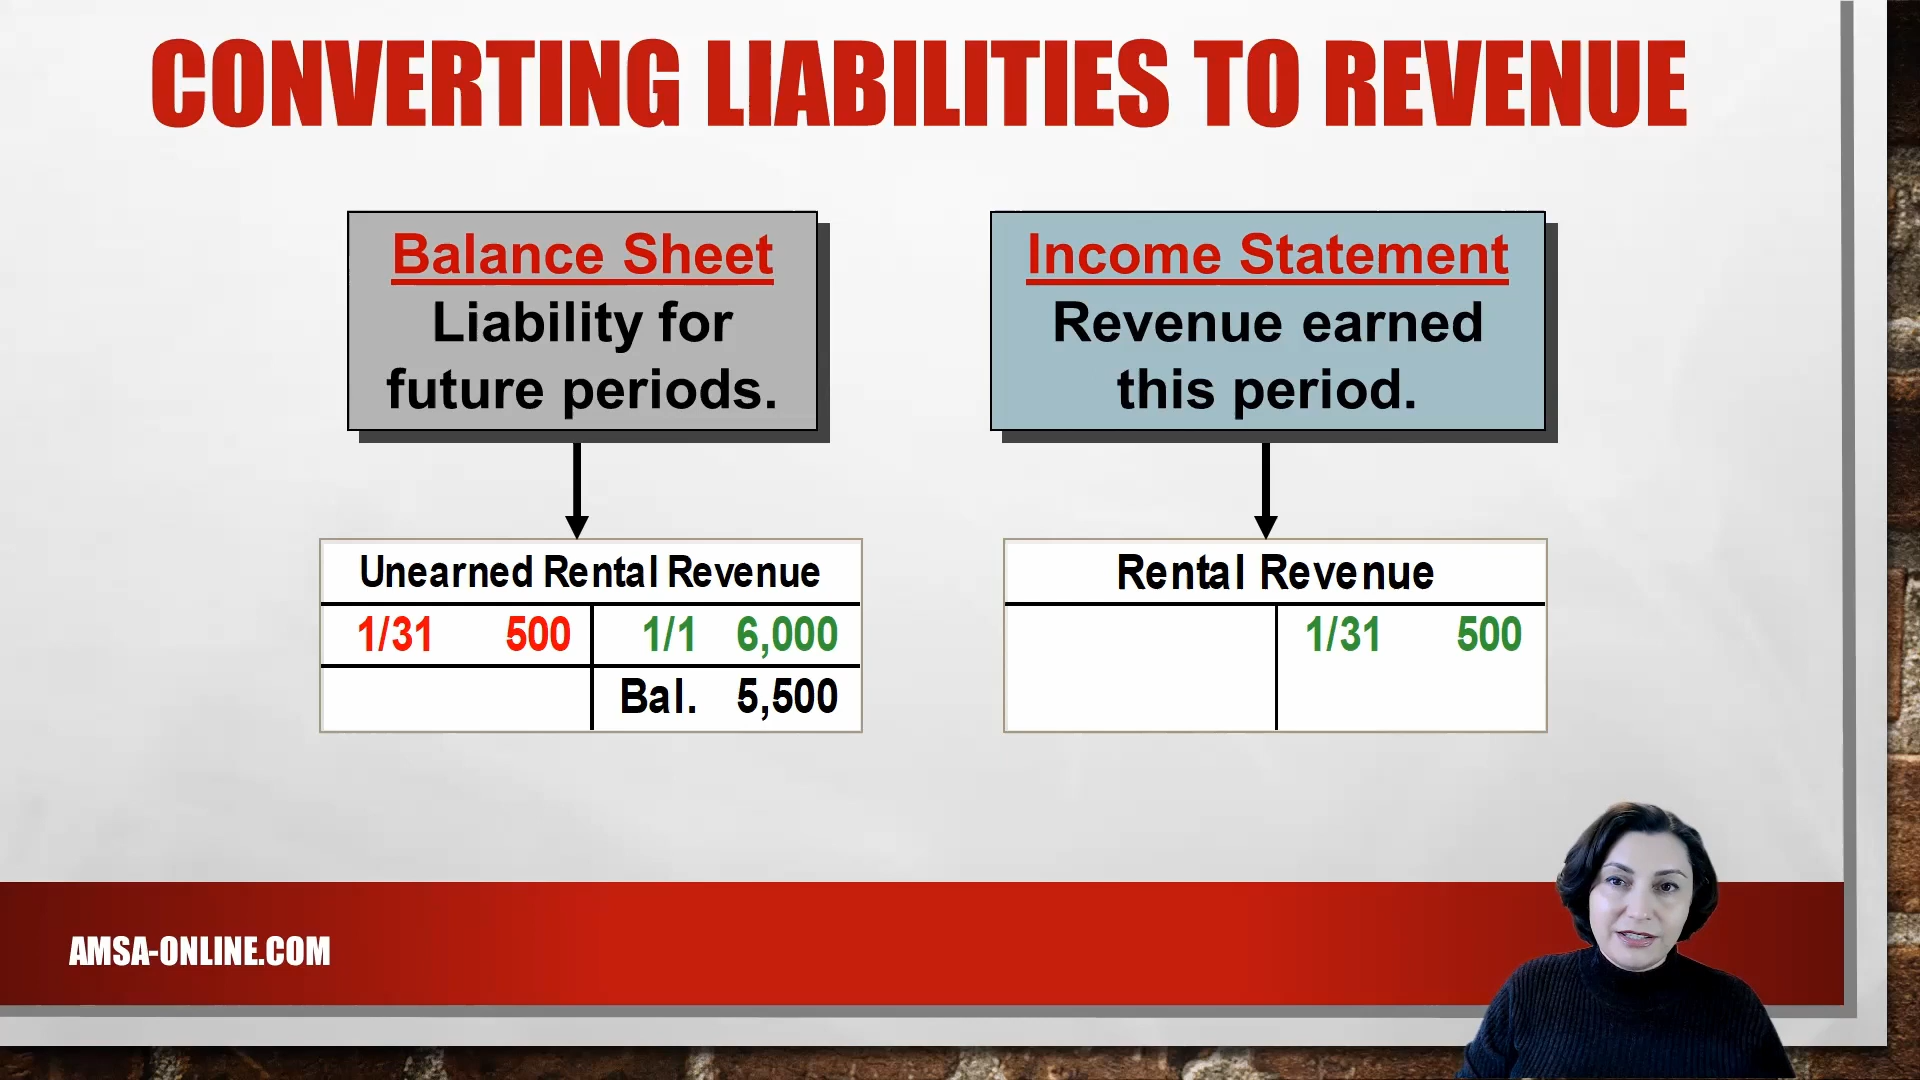 CONVERTING LIABILITIES TO REVENUE
Balance Sheet
Liability for
future periods.
Income Statement
Revenue earned
this period.
Unearned Rental Revenue
1/31 500 1/1 6,000
Bal. 5,500
Rental Revenue
1/31 500
AMSA-ONLINE.COM